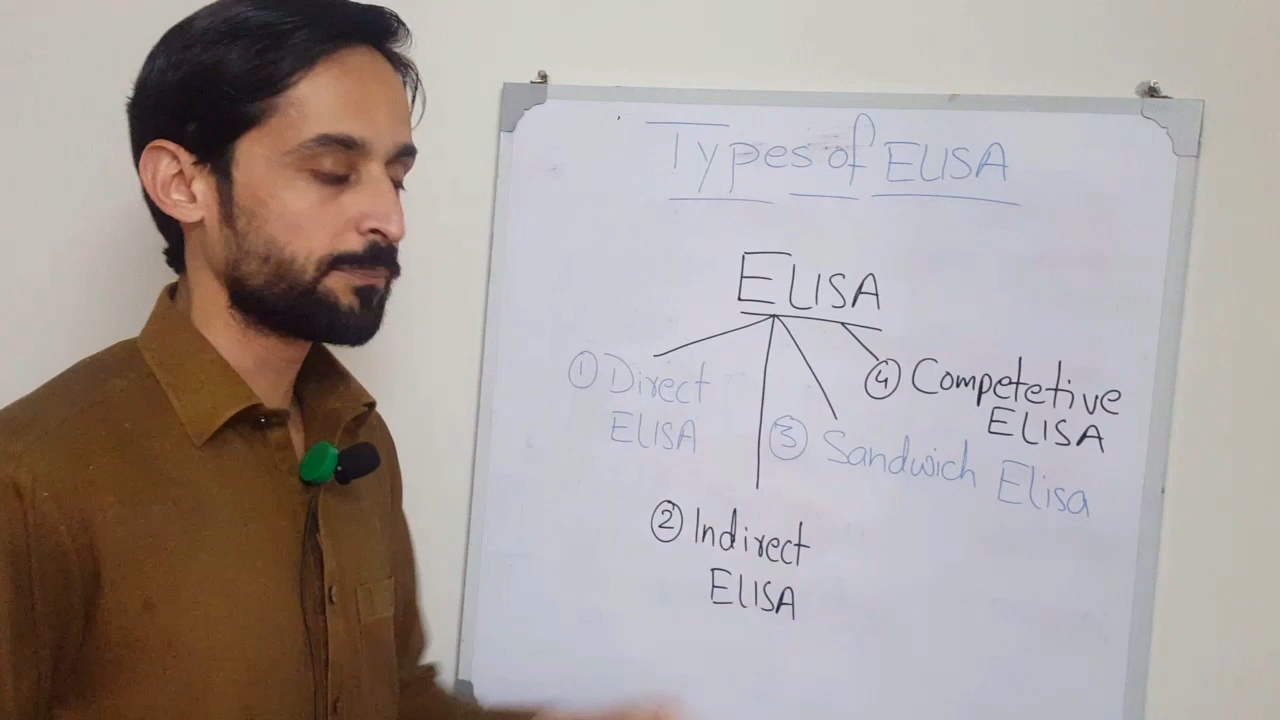 Types of ELISA
ELISA
① Direct
ELISA
② Indirect
ELISA
③ Sandwich Elisa
④ Competetive
ELISA